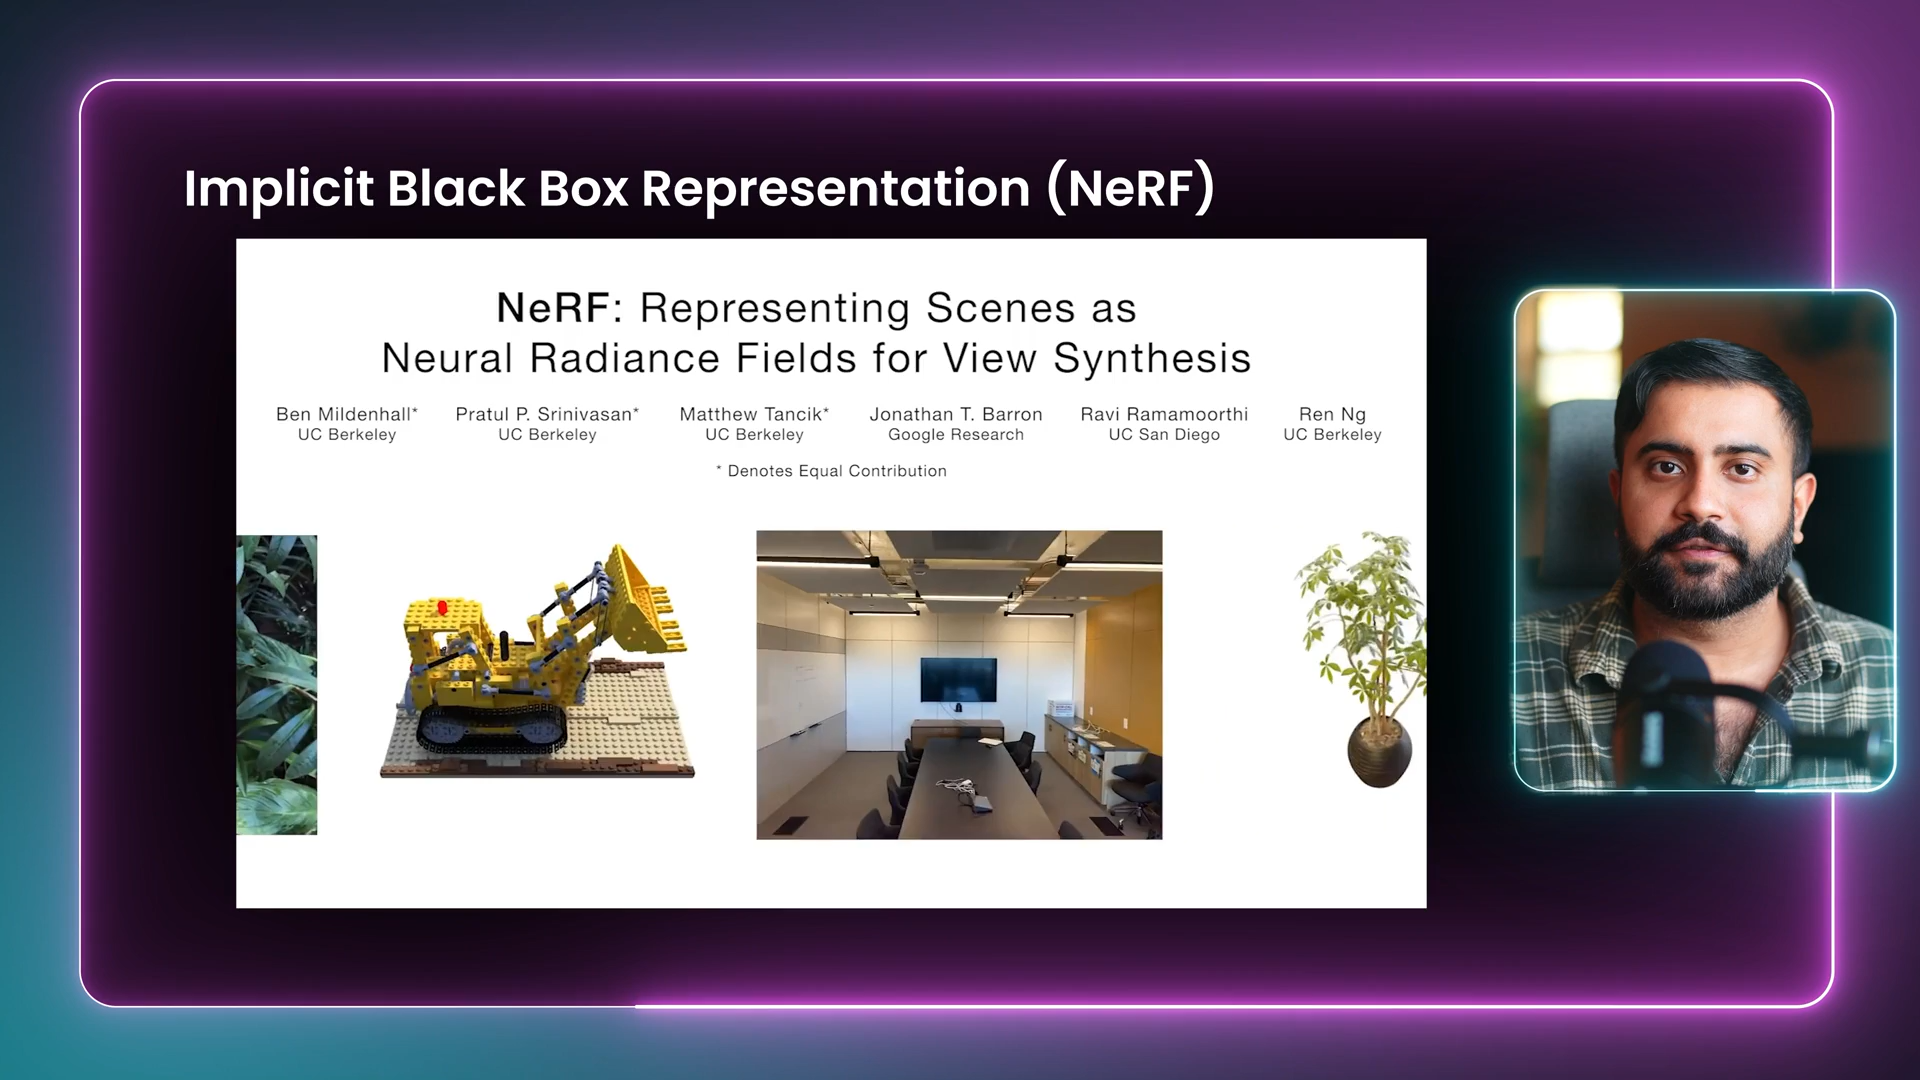 Implicit Black Box Representation (NeRF)
NeRF: Representing Scenes as
Neural Radiance Fields for View Synthesis
Ben Mildenhall* Pratul P. Srinivasan* Matthew Tancik* Jonathan T. Barron Ravi Ramamoorthi Ren Ng
UC Berkeley UC Berkeley UC Berkeley Google Research UC San Diego UC Berkeley
* Denotes Equal Contribution